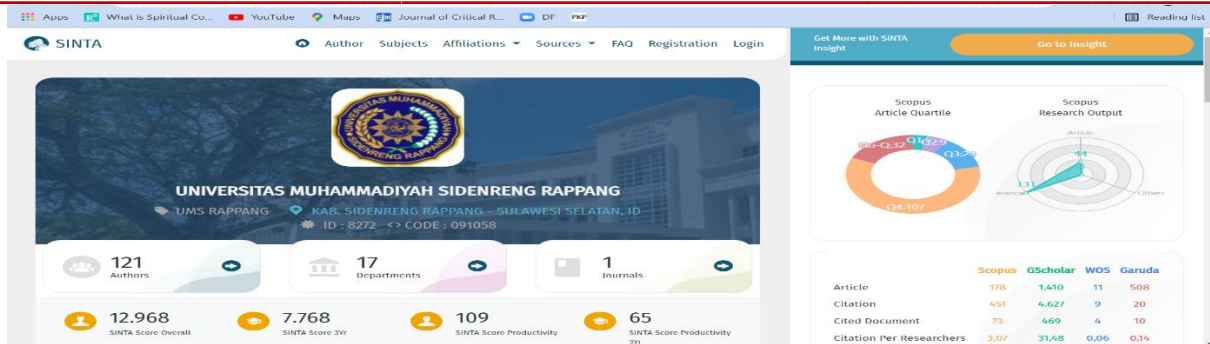 Apps What is Spiritual Co... YouTube Maps Journal of Critical R... DF PKP Reading list
SINTA Author Subjects Affiliations Sources FAQ Registration Login
Get More with SINTA
Insight
Go to Insight
UNIVERSITAS MUHAMMADIYAH SIDENRENG RAPPANG
UMS RAPPANG KAB. SIDENRENG RAPPANG - SULAWESI SELATAN, ID
ID : 8272 <> CODE : 091058
121
Authors
17
Departments
1
Journals
12.968
SINTA Score Overall
7.768
SINTA Score 3Yr
109
SINTA Score Productivity
65
SINTA Score Productivity
3Yr
Scopus
Article Quartile
No-Q:32
Q4:107
Scopus
Research Output
Article
44
131
Others
Scopus GScholar WOS Garuda
Article 178 1.410 11 508
Citation 451 4.627 9 20
Cited Document 73 469 4 10
Citation Per Researchers 3,07 31,48 0,06 0,14